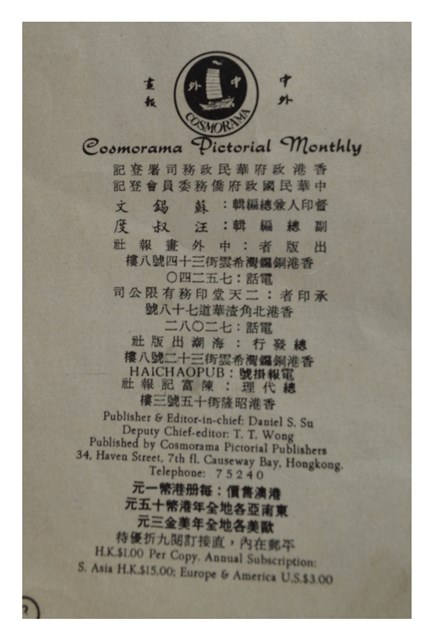 中外
畫報
中外
COSMORAMA
Cosmorama Pictorial Monthly
香港政府華民政務司署登記
中華民國政府僑務委員會登記
督印人兼總編輯：蘇錫文
副總編輯：汪叔度
出版者：中外畫報社
香港銅鑼灣希雲街三十四號八樓
電話：七五二四〇
承印者：二天堂印務有限公司
香港北角渣華道七十八號
電話：七〇二八二
總發行：海潮出版社
香港銅鑼灣希雲街三十二號八樓
電報掛號：HAICHAOPUB
總代理：陳富記報社
香港昭隆街十五號三樓
Publisher & Editor-in-chief: Daniel S. Su
Deputy Chief-editor: T. T. Wong
Published by Cosmorama Pictorial Publishers
34, Haven Street, 7th fl. Causeway Bay, Hongkong.
Telephone: 75240
港澳售價：每册港幣一元
東南亞各地全年港幣十五元
歐美各地全年美金三元
平郵在內，直接訂閱九折優待
H.K.$1.00 Per Copy. Annual Subscription:
S. Asia H.K.$15.00; Europe & America U.S.$3.00